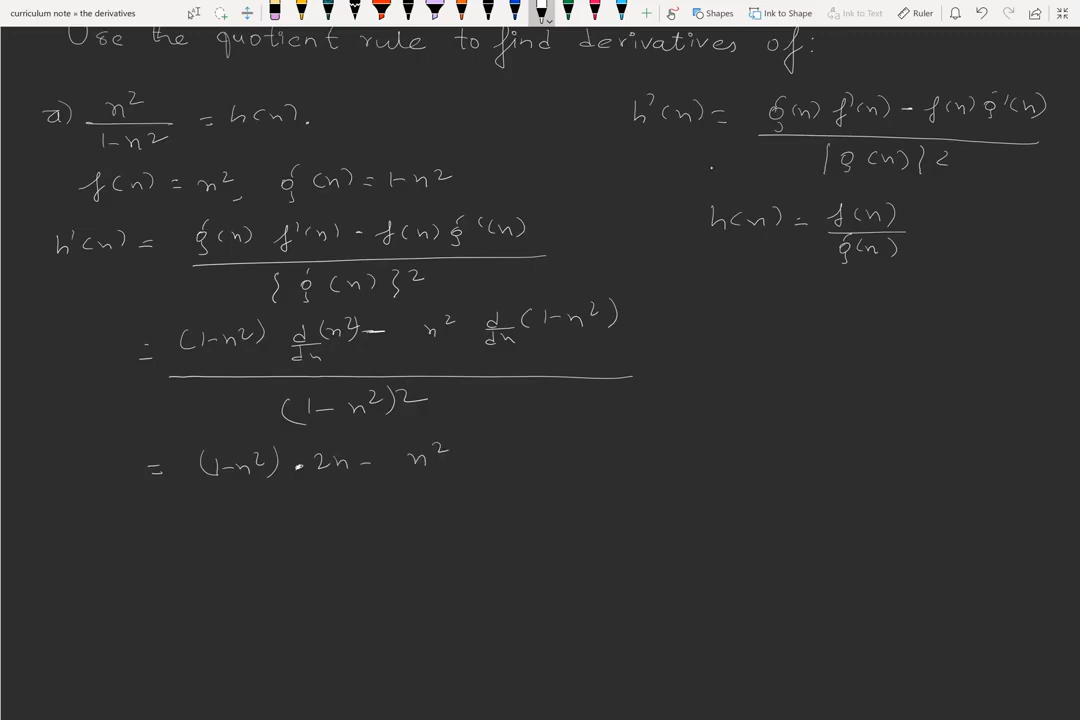 curriculum note » the derivatives
Shapes Ink to Shape Ink to Text Ruler
Use the quotient rule to find derivatives of:
a) n² / 1-n² = h(n).
f(n) = n², g(n) = 1-n²
h'(n) = g(n) f'(n) - f(n) g'(n) / {g(n)}²
= (1-n²) d/dn (n²) - n² d/dn (1-n²) / (1-n²)²
= (1-n²) · 2n - n²
h'(n) = g(n) f'(n) - f(n) g'(n) / {g(n)}²
h(n) = f(n) / g(n)